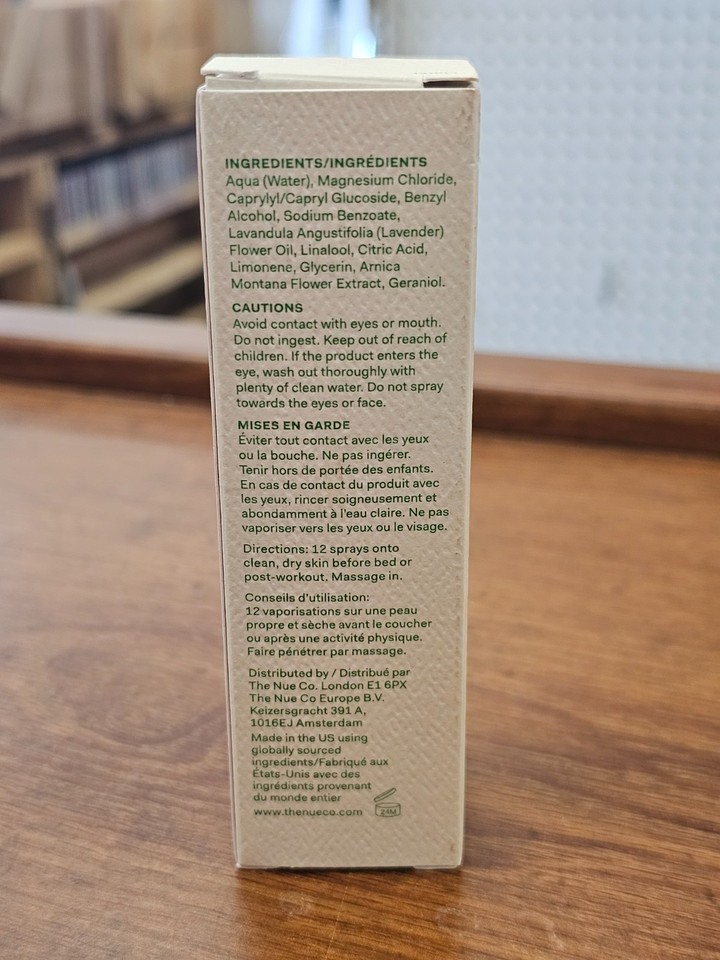 INGREDIENTS/INGRÉDIENTS
Aqua (Water), Magnesium Chloride,
Caprylyl/Capryl Glucoside, Benzyl
Alcohol, Sodium Benzoate,
Lavandula Angustifolia (Lavender)
Flower Oil, Linalool, Citric Acid,
Limonene, Glycerin, Arnica
Montana Flower Extract, Geraniol.
CAUTIONS
Avoid contact with eyes or mouth.
Do not ingest. Keep out of reach of
children. If the product enters the
eye, wash out thoroughly with
plenty of clean water. Do not spray
towards the eyes or face.
MISES EN GARDE
Éviter tout contact avec les yeux
ou la bouche. Ne pas ingérer.
Tenir hors de portée des enfants.
En cas de contact du produit avec
les yeux, rincer soigneusement et
abondamment à l'eau claire. Ne pas
vaporiser vers les yeux ou le visage.
Directions: 12 sprays onto
clean, dry skin before bed or
post-workout. Massage in.
Conseils d'utilisation:
12 vaporisations sur une peau
propre et sèche avant le coucher
ou après une activité physique.
Faire pénétrer par massage.
Distributed by / Distribué par
The Nue Co. London E1 6PX
The Nue Co Europe B.V.
Keizersgracht 391 A,
1016EJ Amsterdam
Made in the US using
globally sourced
ingredients/Fabriqué aux
États-Unis avec des
ingrédients provenant
du monde entier
www.thenueco.com
24M